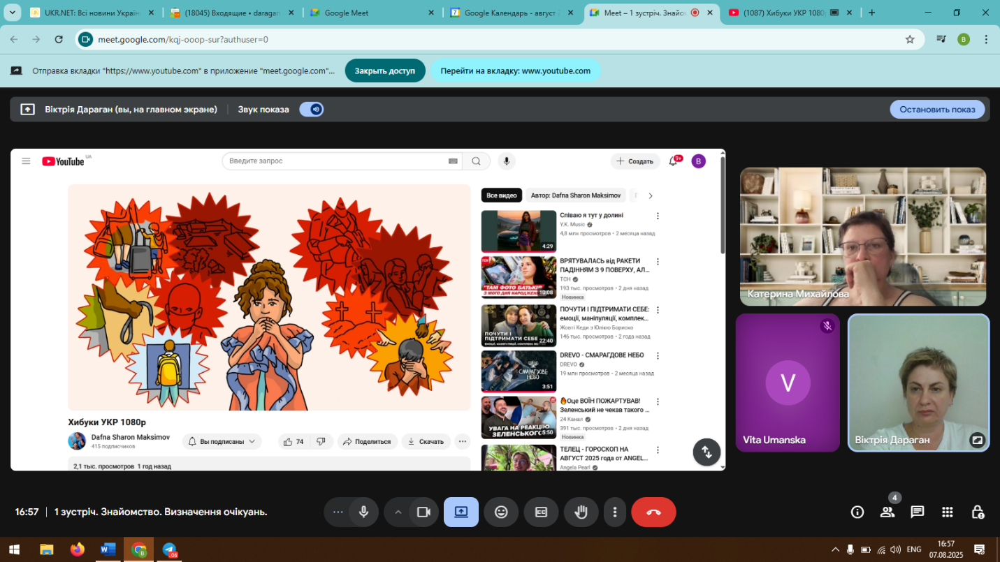 UKR.NET: Всі новини Україн
(18045) Входящие • daragan
Google Meet
Google Календарь - август 2
Meet – 1 зустріч. Знайом
(1087) Хибуки УКР 1080p
meet.google.com/kqj-ooop-sur?authuser=0
B
Отправка вкладки "https://www.youtube.com" в приложение "meet.google.com"...
Закрыть доступ
Перейти на вкладку: www.youtube.com
Віктрія Дараган (вы, на главном экране)
Звук показа
Остановить показ
YouTube UA
Введите запрос
Создать
9+
B
Все видео
Автор: Dafna Sharon Maksimov
Співаю я тут у долині
Y.K. Music
4,8 млн просмотров • 2 месяца назад
4:29
ВРЯТУВАЛАСЬ від РАКЕТИ
ПАДІННЯМ З 9 ПОВЕРХУ, АЛ...
ТСН
193 тыс. просмотров • 2 дня назад
Новинка
"ТАМ ФОТО БАТЬКІВ"
З МОГО ДНЯ НАРОДЖЕН
10:08
ПОЧУТИ І ПІДТРИМАТИ СЕБЕ:
емоції, маніпуляції, комплек...
Жовті Кеди з Юлією Бориско
146 тыс. просмотров • 2 года назад
ПОЧУТИ І
ПІДТРИМАТИ СЕБЕ
22:40
DREVO - СМАРАГДОВЕ НЕБО
DREVO
19 млн просмотров • 2 месяца назад
ЦЕ
СМАРАГДОВЕ
НЕБО
3:51
Оце ВОЇН ПОЖАРТУВАВ!
Зеленський не чекав такого ...
24 Канал
391 тыс. просмотров • 2 дня назад
Новинка
УВАГА НА РЕАКЦІЮ
ЗЕЛЕНСЬКОГО
5:50
ТЕЛЕЦ - ГОРОСКОП НА
АВГУСТ 2025 года от ANGEL...
Angela Pearl
Хибуки УКР 1080p
Dafna Sharon Maksimov
415 подписчиков
Вы подписаны
74
Поделиться
Скачать
2,1 тыс. просмотров 1 год назад
Катерина Михайлова
V
Vita Umanska
Віктрія Дараган
16:57
1 зустріч. Знайомство. Визначення очікувань.
4
ENG
16:57
07.08.2025